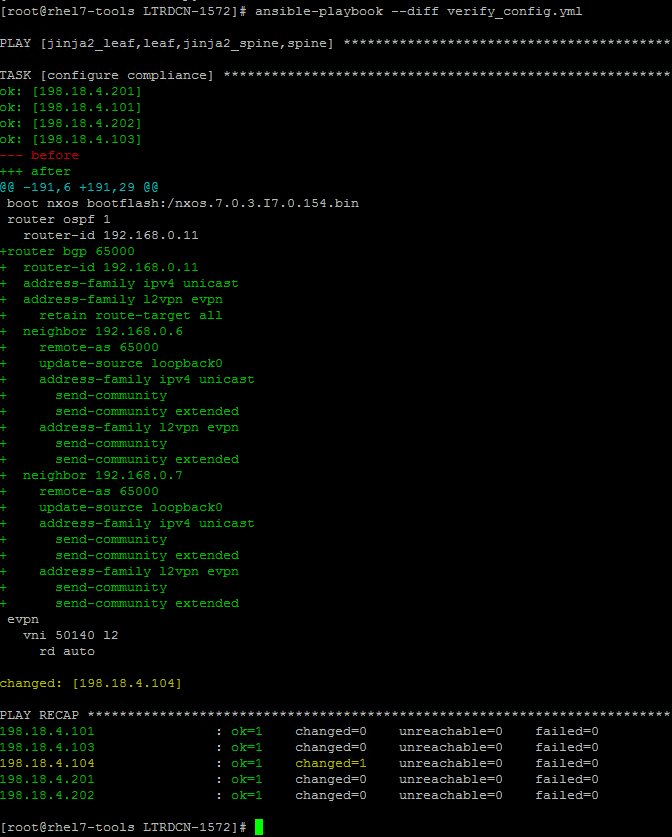 [root@rhel7-tools LTRDCN-1572]# ansible-playbook --diff verify_config.yml
PLAY [jinja2_leaf,leaf,jinja2_spine,spine] *****************************************
TASK [configure compliance] ********************************************************
ok: [198.18.4.201]
ok: [198.18.4.101]
ok: [198.18.4.202]
ok: [198.18.4.103]
--- before
+++ after
@@ -191,6 +191,29 @@
 boot nxos bootflash:/nxos.7.0.3.I7.0.154.bin
 router ospf 1
   router-id 192.168.0.11
+router bgp 65000
+  router-id 192.168.0.11
+  address-family ipv4 unicast
+  address-family l2vpn evpn
+    retain route-target all
+  neighbor 192.168.0.6
+    remote-as 65000
+    update-source loopback0
+    address-family ipv4 unicast
+      send-community
+      send-community extended
+    address-family l2vpn evpn
+      send-community
+      send-community extended
+  neighbor 192.168.0.7
+    remote-as 65000
+    update-source loopback0
+    address-family ipv4 unicast
+      send-community
+      send-community extended
+    address-family l2vpn evpn
+      send-community
+      send-community extended
 evpn
   vni 50140 l2
     rd auto
changed: [198.18.4.104]
PLAY RECAP *************************************************************************
198.18.4.101               : ok=1    changed=0    unreachable=0    failed=0
198.18.4.103               : ok=1    changed=0    unreachable=0    failed=0
198.18.4.104               : ok=1    changed=1    unreachable=0    failed=0
198.18.4.201               : ok=1    changed=0    unreachable=0    failed=0
198.18.4.202               : ok=1    changed=0    unreachable=0    failed=0
[root@rhel7-tools LTRDCN-1572]#